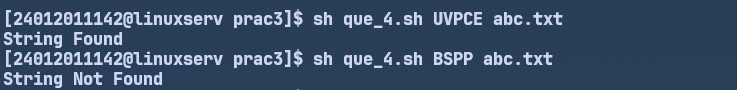 [24012011142@linuxserv prac3]$ sh que_4.sh UVPCE abc.txt
String Found
[24012011142@linuxserv prac3]$ sh que_4.sh BSPP abc.txt
String Not Found